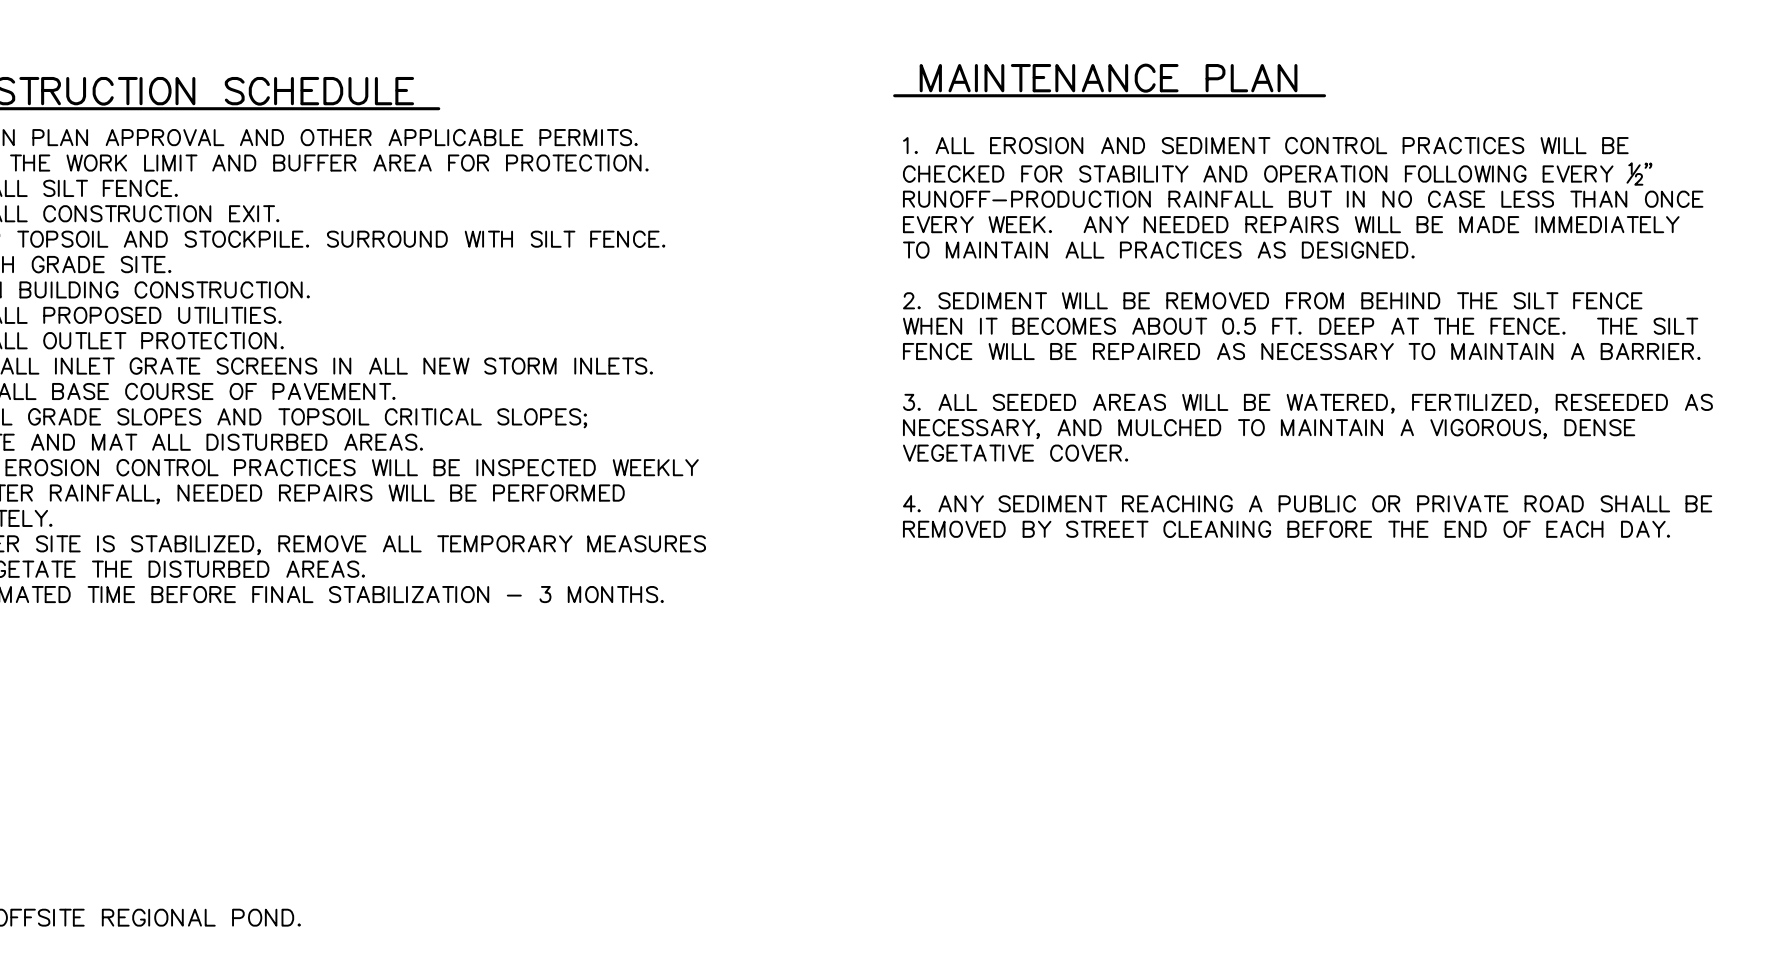 STRUCTION SCHEDULE
N PLAN APPROVAL AND OTHER APPLICABLE PERMITS.
THE WORK LIMIT AND BUFFER AREA FOR PROTECTION.
ALL SILT FENCE.
ALL CONSTRUCTION EXIT.
TOPSOIL AND STOCKPILE. SURROUND WITH SILT FENCE.
H GRADE SITE.
BUILDING CONSTRUCTION.
ALL PROPOSED UTILITIES.
ALL OUTLET PROTECTION.
ALL INLET GRATE SCREENS IN ALL NEW STORM INLETS.
ALL BASE COURSE OF PAVEMENT.
L GRADE SLOPES AND TOPSOIL CRITICAL SLOPES;
TE AND MAT ALL DISTURBED AREAS.
EROSION CONTROL PRACTICES WILL BE INSPECTED WEEKLY
TER RAINFALL, NEEDED REPAIRS WILL BE PERFORMED
TELY.
ER SITE IS STABILIZED, REMOVE ALL TEMPORARY MEASURES
GETATE THE DISTURBED AREAS.
MATED TIME BEFORE FINAL STABILIZATION – 3 MONTHS.
OFFSITE REGIONAL POND.
MAINTENANCE PLAN
1. ALL EROSION AND SEDIMENT CONTROL PRACTICES WILL BE
CHECKED FOR STABILITY AND OPERATION FOLLOWING EVERY ½”
RUNOFF–PRODUCTION RAINFALL BUT IN NO CASE LESS THAN ONCE
EVERY WEEK. ANY NEEDED REPAIRS WILL BE MADE IMMEDIATELY
TO MAINTAIN ALL PRACTICES AS DESIGNED.
2. SEDIMENT WILL BE REMOVED FROM BEHIND THE SILT FENCE
WHEN IT BECOMES ABOUT 0.5 FT. DEEP AT THE FENCE. THE SILT
FENCE WILL BE REPAIRED AS NECESSARY TO MAINTAIN A BARRIER.
3. ALL SEEDED AREAS WILL BE WATERED, FERTILIZED, RESEEDED AS
NECESSARY, AND MULCHED TO MAINTAIN A VIGOROUS, DENSE
VEGETATIVE COVER.
4. ANY SEDIMENT REACHING A PUBLIC OR PRIVATE ROAD SHALL BE
REMOVED BY STREET CLEANING BEFORE THE END OF EACH DAY.